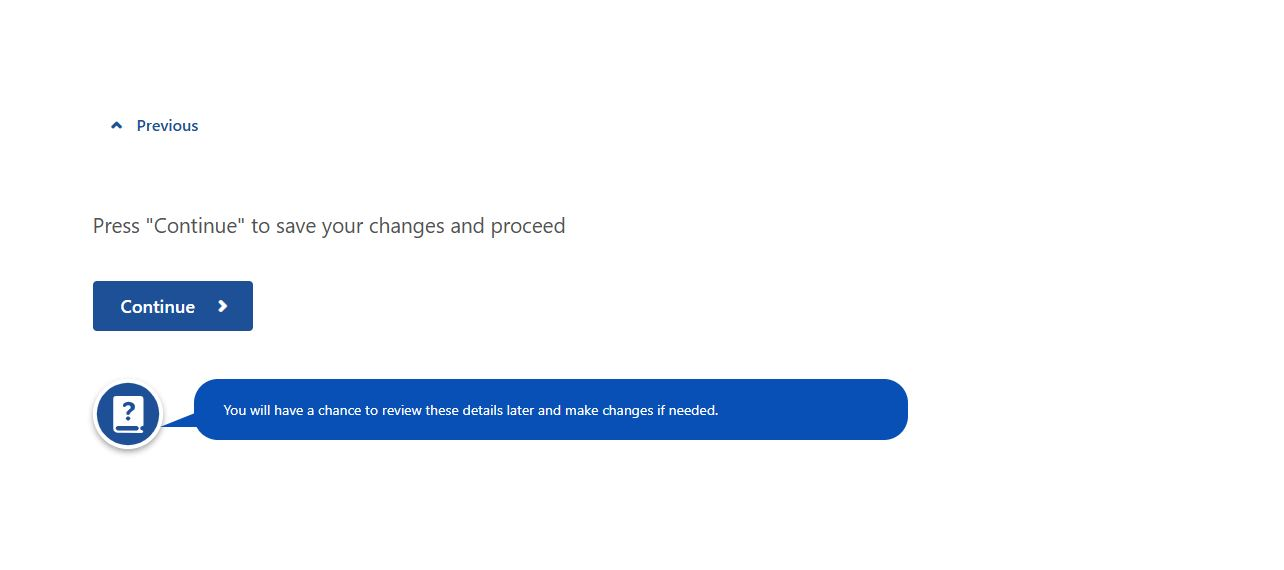 Previous
Press "Continue" to save your changes and proceed
Continue
?
You will have a chance to review these details later and make changes if needed.